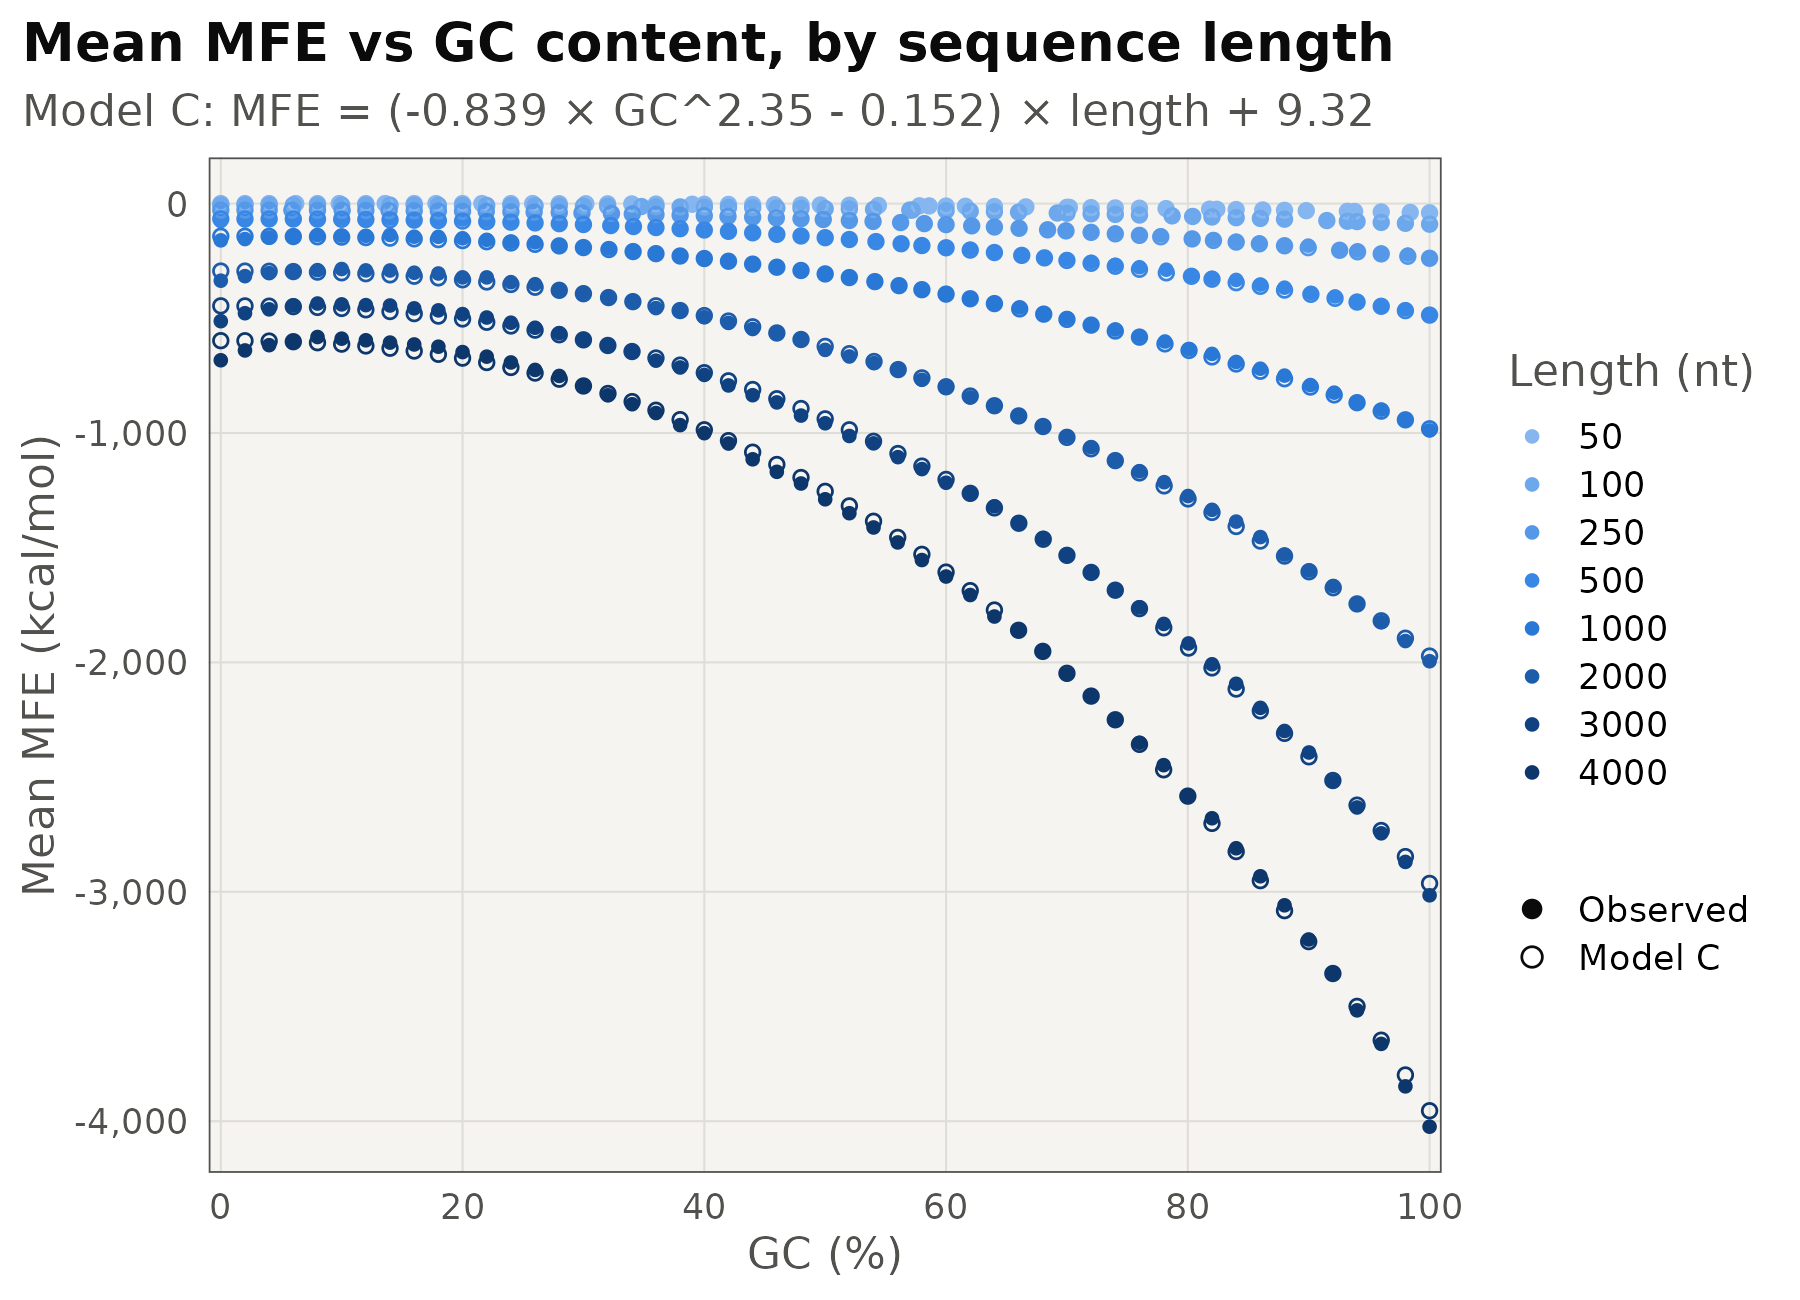 Mean MFE vs GC content, by sequence length
Model C: MFE = (-0.839 × GC^2.35 - 0.152) × length + 9.32
Mean MFE (kcal/mol)
0
-1,000
-2,000
-3,000
-4,000
0
20
40
60
80
100
GC (%)
Length (nt)
50
100
250
500
1000
2000
3000
4000
Observed
Model C